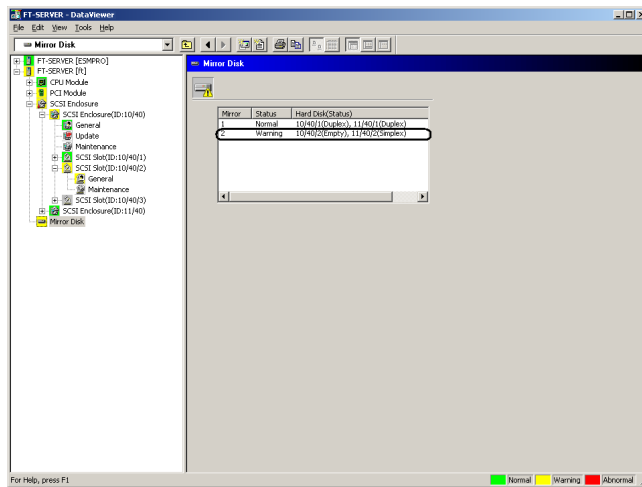 FT-SERVER - DataViewer
File Edit View Tools Help
Mirror Disk
FT-SERVER [ESMPRO]
FT-SERVER [ft]
CPU Module
PCI Module
SCSI Enclosure
SCSI Enclosure(ID:10/40)
General
Update
Maintenance
SCSI Slot(ID:10/40/1)
SCSI Slot(ID:10/40/2)
General
Maintenance
SCSI Slot(ID:10/40/3)
SCSI Enclosure(ID:11/40)
Mirror Disk
Mirror Disk
Mirror Status Hard Disk(Status)
1 Normal 10/40/1(Duplex), 11/40/1(Duplex)
2 Warning 10/40/2(Empty), 11/40/2(Simplex)
For Help, press F1
Normal Warning Abnormal